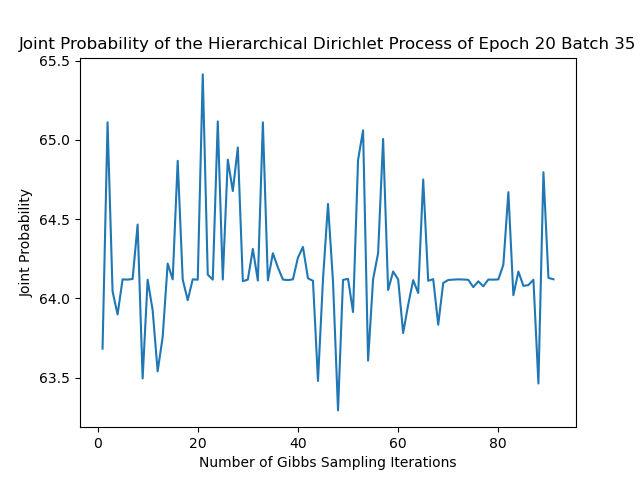 Joint Probability of the Hierarchical Dirichlet Process of Epoch 20 Batch 35
65.5
65.0
64.5
64.0
63.5
Joint Probability
0 20 40 60 80
Number of Gibbs Sampling Iterations